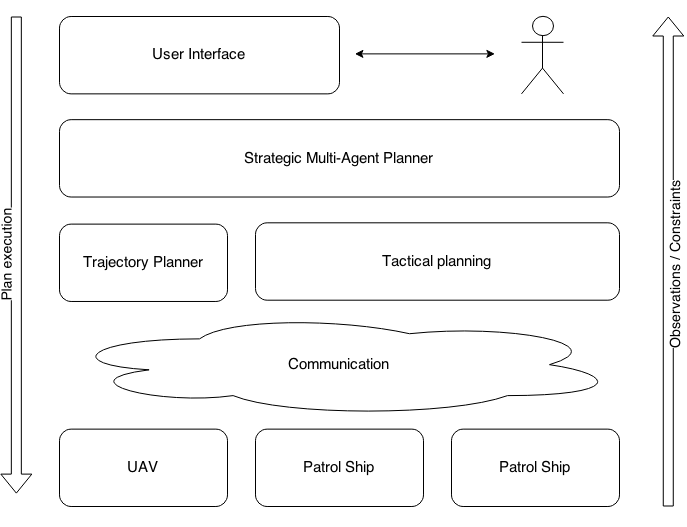 User Interface
Strategic Multi-Agent Planner
Trajectory Planner
Tactical planning
Communication
UAV
Patrol Ship
Patrol Ship
Plan execution
Observations / Constraints